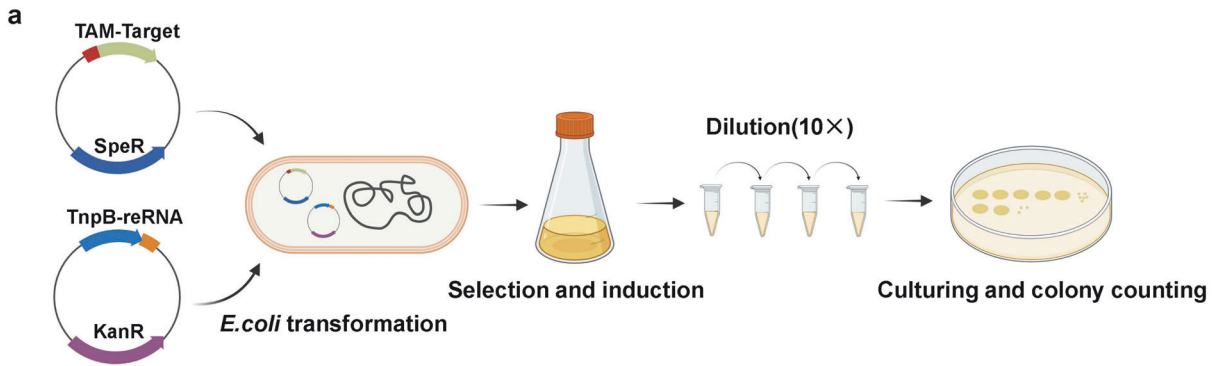 a
TAM-Target
SpeR
TnpB-reRNA
KanR
E.coli transformation
Selection and induction
Dilution(10×)
Culturing and colony counting